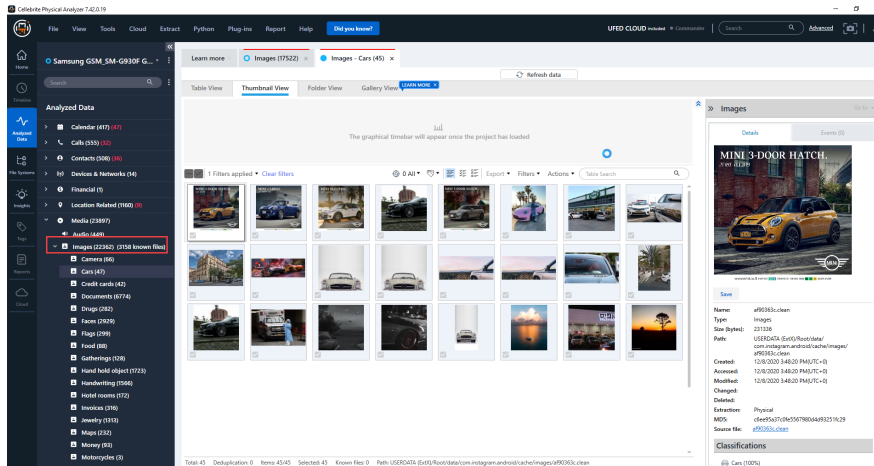 Cellebrite Physical Analyzer 7.42.0.19
File View Tools Cloud Extract Python Plug-ins Report Help Did you know?
UFED CLOUD included Commander Search Advanced
Home
Timeline
Analyzed Data
File Systems
Insights
Tags
Reports
Cloud
Samsung GSM_SM-G930F G...
Search
Analyzed Data
Calendar (417) (47)
Calls (555) (32)
Contacts (508) (36)
Devices & Networks (14)
Financial (1)
Location Related (1160) (9)
Media (23897)
Audio (449)
Images (22362) (3158 known files)
Camera (66)
Cars (47)
Credit cards (42)
Documents (6774)
Drugs (282)
Faces (2929)
Flags (299)
Food (88)
Gatherings (128)
Hand held object (1723)
Handwriting (1566)
Hotel rooms (172)
Invoices (316)
Jewelry (1313)
Maps (232)
Money (93)
Motorcycles (3)
Learn more Images (17522) × Images - Cars (45) ×
Refresh data
Table View Thumbnail View Folder View Gallery View LEARN MORE ×
The graphical timebar will appear once the project has loaded
1 Filters applied Clear filters 0 All Export Filters Actions Table Search
Total: 45 Deduplication: 0 Items: 45/45 Selected: 45 Known files: 0 Path: USERDATA (ExtX)/Root/data/com.instagram.android/cache/images/af90363c.clean
Images Go to
Details Events (0)
MINI 3-DOOR HATCH.
MINI
Save
Name: af90363c.clean
Type: Images
Size (bytes): 231336
Path: USERDATA (ExtX)/Root/data/
com.instagram.android/cache/images/
af90363c.clean
Created: 12/8/2020 3:48:20 PM(UTC+0)
Accessed: 12/8/2020 3:48:20 PM(UTC+0)
Modified: 12/8/2020 3:48:20 PM(UTC+0)
Changed:
Deleted:
Extraction: Physical
MD5: c6ee95a37c0fe5567980d4d93251fc29
Source file: af90363c.clean
Classifications
Cars (100%)